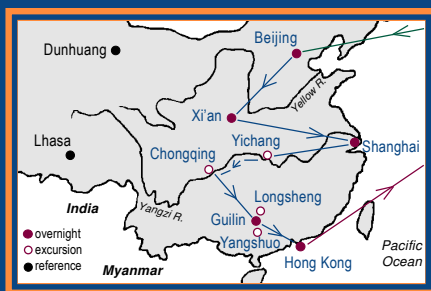 Beijing
Dunhuang
Yellow R.
Xi'an
Yichang
Shanghai
Lhasa
Chongqing
Longsheng
India
Yangzi R.
Guilin
overnight
excursion
Yangshuo
Pacific
Ocean
reference
Myanmar
Hong Kong